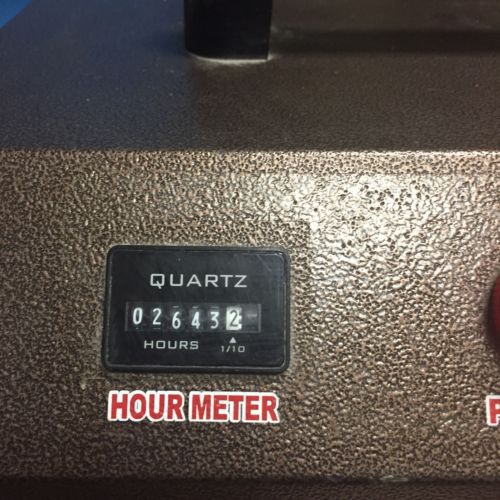 QUARTZ
026432
HOURS 1/10
HOUR METER
P